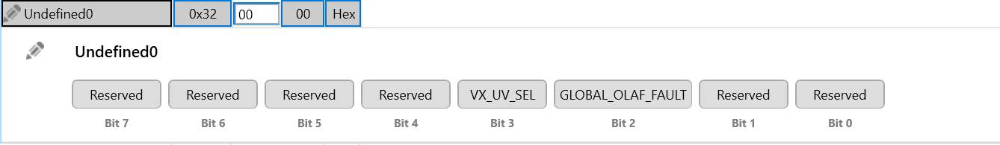 Undefined0 0x32 00 00 Hex
Undefined0
Reserved Reserved Reserved Reserved VX_UV_SEL GLOBAL_OLAF_FAULT Reserved Reserved
Bit 7 Bit 6 Bit 5 Bit 4 Bit 3 Bit 2 Bit 1 Bit 0